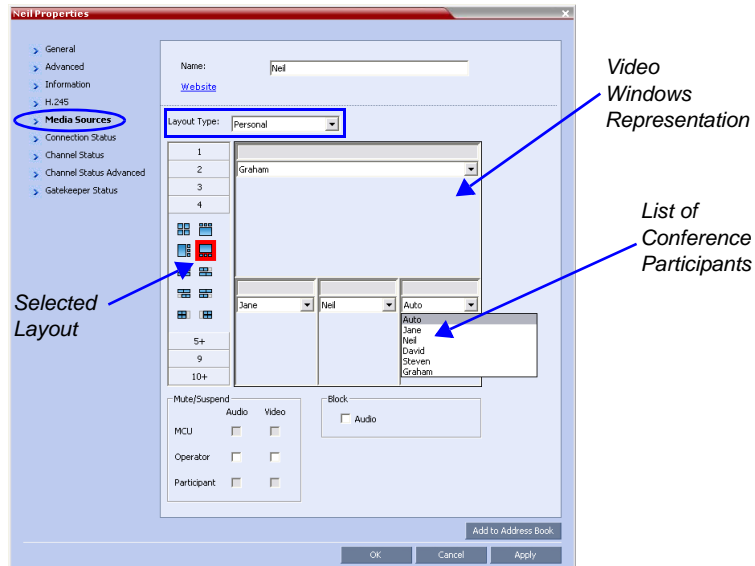 Neil Properties
General
Advanced
Information
H.245
Media Sources
Connection Status
Channel Status
Channel Status Advanced
Gatekeeper Status
Name: Neil
Website
Layout Type: Personal
1
2
3
4
5+
9
10+
Graham
Jane
Neil
Auto
Auto
Jane
Neil
David
Steven
Graham
Mute/Suspend
Audio Video
MCU
Operator
Participant
Block
Audio
Add to Address Book
OK Cancel Apply
Video
Windows
Representation
List of
Conference
Participants
Selected
Layout